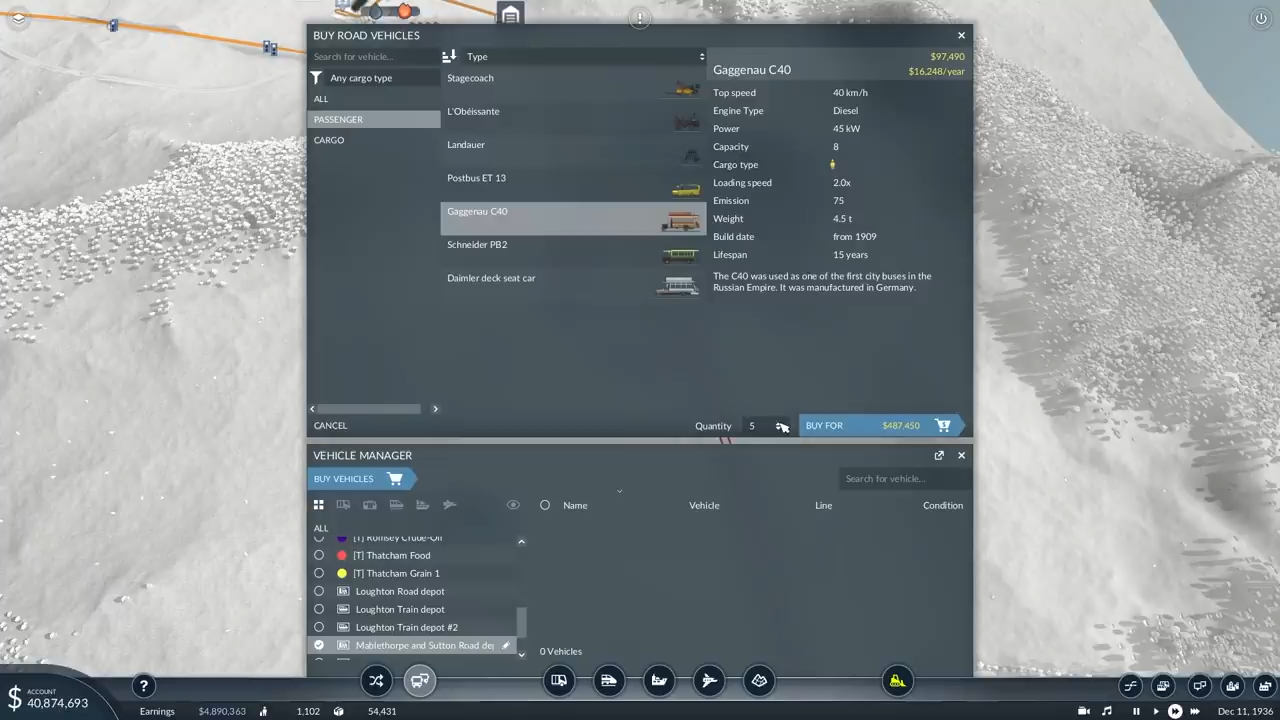 BUY ROAD VEHICLES
Search for vehicle...
Type
Any cargo type
ALL
PASSENGER
CARGO
Stagecoach
L'Obéissante
Landauer
Postbus ET 13
Gaggenau C40
Schneider PB2
Daimler deck seat car
Gaggenau C40
$97,490
$16,248/year
Top speed 40 km/h
Engine Type Diesel
Power 45 kW
Capacity 8
Cargo type
Loading speed 2.0x
Emission 75
Weight 4.5 t
Build date from 1909
Lifespan 15 years
The C40 was used as one of the first city buses in the
Russian Empire. It was manufactured in Germany.
CANCEL
Quantity 5
BUY FOR $487,450
VEHICLE MANAGER
BUY VEHICLES
Search for vehicle...
Name Vehicle Line Condition
ALL
[T] Romsey Crude-Oil
[T] Thatcham Food
[T] Thatcham Grain 1
Loughton Road depot
Loughton Train depot
Loughton Train depot #2
Mablethorpe and Sutton Road dep
0 Vehicles
$ ACCOUNT
40,874,693
?
Earnings $4,890,363 1,102 54,431
Dec 11, 1936